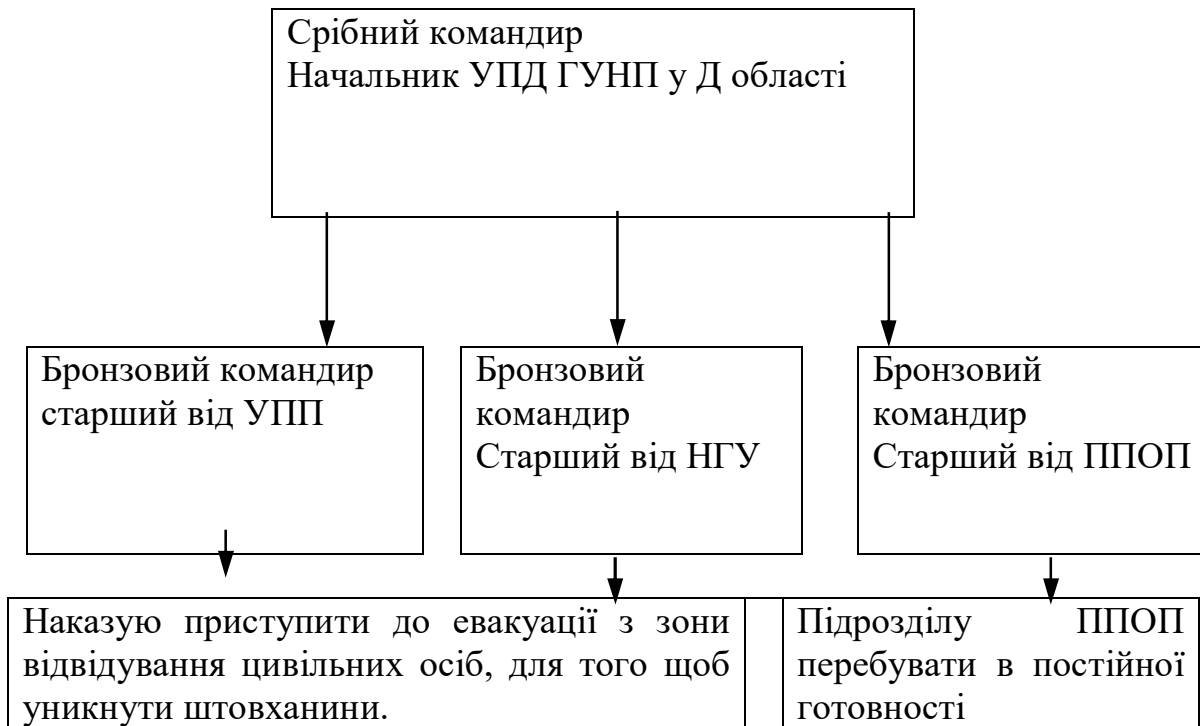 Срібний командир
Начальник УПД ГУНП у Д області
Бронзовий командир
старший від УПП
Бронзовий
командир
Старший від НГУ
Бронзовий
командир
Старший від ППОП
Наказую приступити до евакуації з зони
відвідування цивільних осіб, для того щоб
уникнути штовханини.
Підрозділу ППОП
перебувати в постійної
готовності